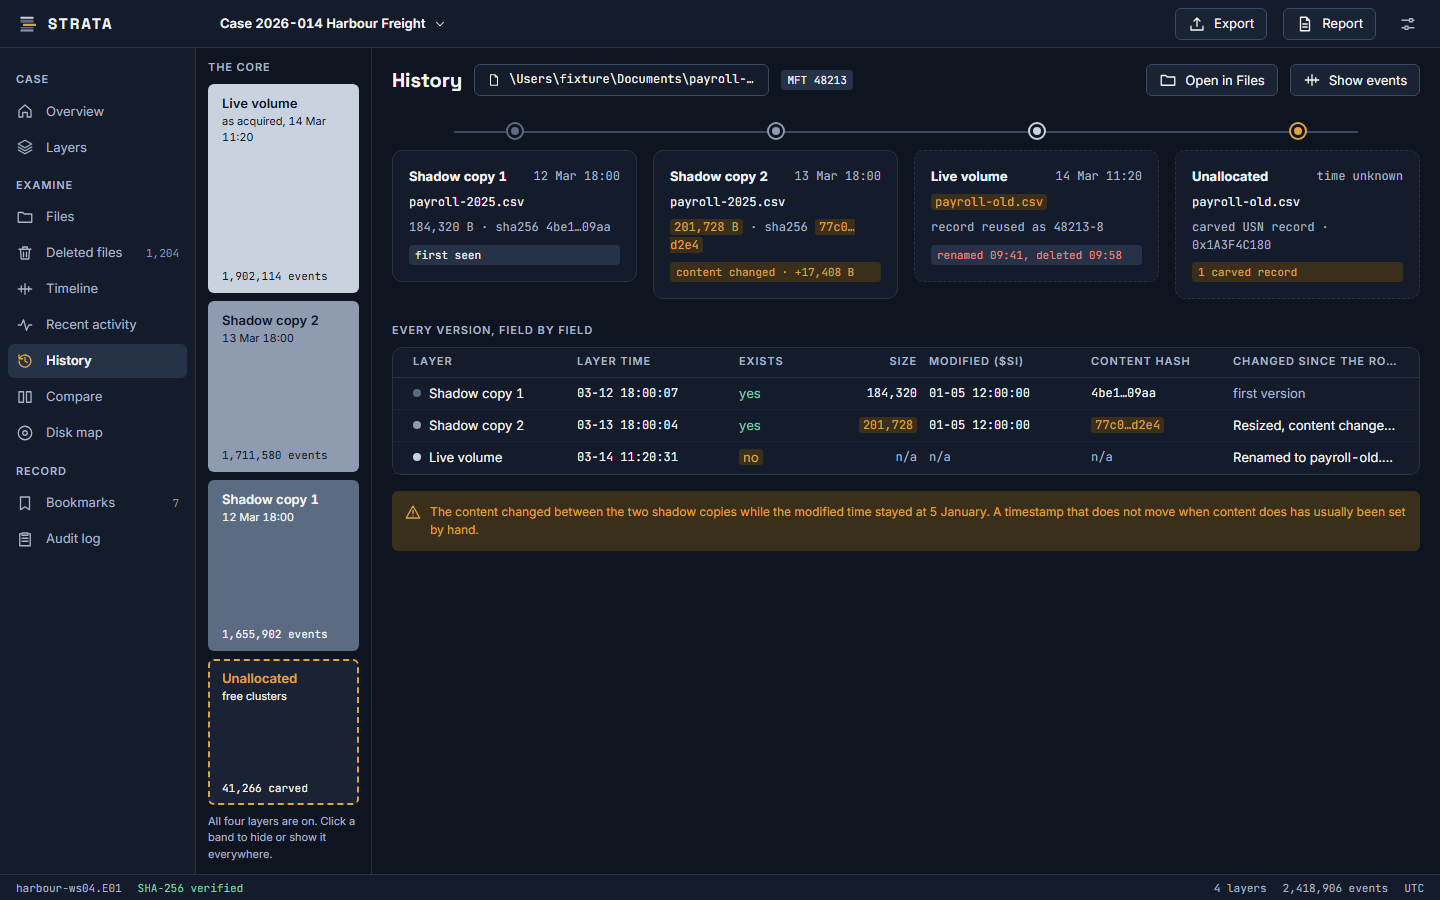 STRATA
Case 2026-014 Harbour Freight
Export
Report
CASE
Overview
Layers
EXAMINE
Files
Deleted files 1,204
Timeline
Recent activity
History
Compare
Disk map
RECORD
Bookmarks 7
Audit log
THE CORE
Live volume
as acquired, 14 Mar
11:20
1,902,114 events
Shadow copy 2
13 Mar 18:00
1,711,580 events
Shadow copy 1
12 Mar 18:00
1,655,902 events
Unallocated
free clusters
41,266 carved
All four layers are on. Click a
band to hide or show it
everywhere.
History
\Users\fixture\Documents\payroll-…
MFT 48213
Open in Files
Show events
Shadow copy 1 12 Mar 18:00
payroll-2025.csv
184,320 B · sha256 4be1…09aa
first seen
Shadow copy 2 13 Mar 18:00
payroll-2025.csv
201,728 B · sha256 77c0…
d2e4
content changed · +17,408 B
Live volume 14 Mar 11:20
payroll-old.csv
record reused as 48213-8
renamed 09:41, deleted 09:58
Unallocated time unknown
payroll-old.csv
carved USN record ·
0x1A3F4C180
1 carved record
EVERY VERSION, FIELD BY FIELD
LAYER LAYER TIME EXISTS SIZE MODIFIED ($SI) CONTENT HASH CHANGED SINCE THE RO…
Shadow copy 1 03-12 18:00:07 yes 184,320 01-05 12:00:00 4be1…09aa first version
Shadow copy 2 03-13 18:00:04 yes 201,728 01-05 12:00:00 77c0…d2e4 Resized, content change…
Live volume 03-14 11:20:31 no n/a n/a n/a Renamed to payroll-old.…
The content changed between the two shadow copies while the modified time stayed at 5 January. A timestamp that does not move when content does has usually been set
by hand.
harbour-ws04.E01 SHA-256 verified
4 layers 2,418,906 events UTC